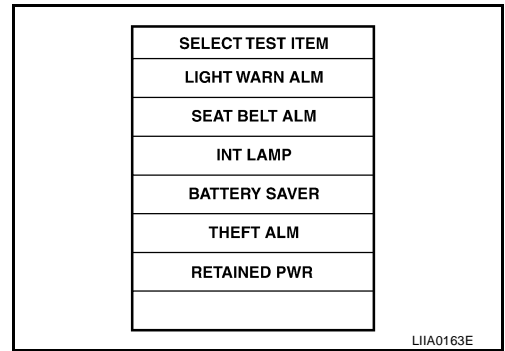 SELECT TEST ITEM
LIGHT WARN ALM
SEAT BELT ALM
INT LAMP
BATTERY SAVER
THEFT ALM
RETAINED PWR
LIIA0163E